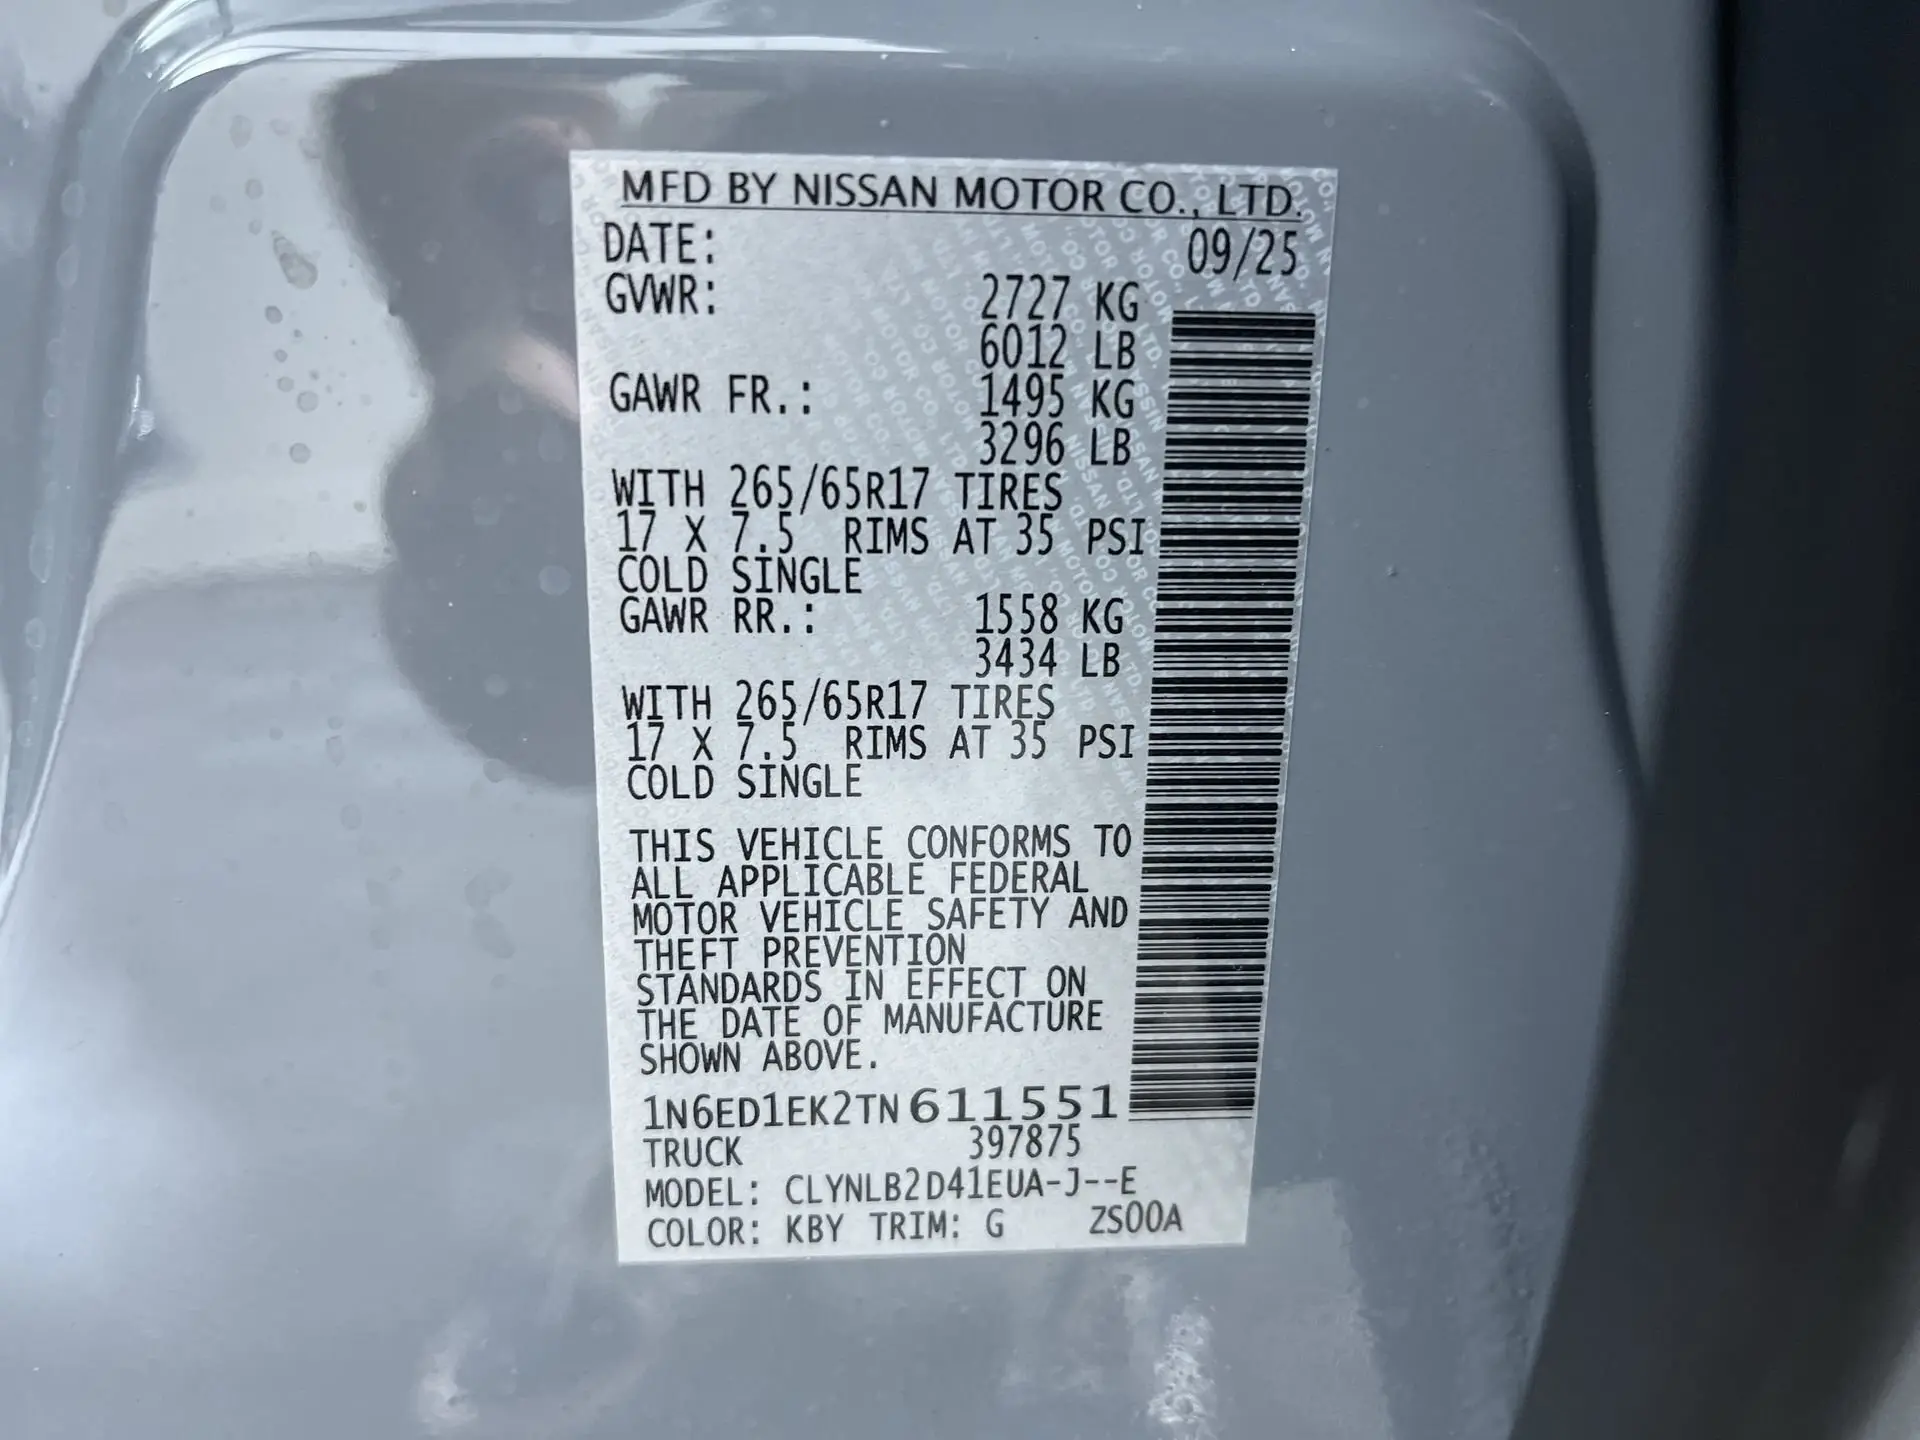 MFD BY NISSAN MOTOR CO., LTD.
DATE: 09/25
GVWR: 2727 KG
6012 LB
GAWR FR.: 1495 KG
3296 LB
WITH 265/65R17 TIRES
17 X 7.5 RIMS AT 35 PSI
COLD SINGLE
GAWR RR.: 1558 KG
3434 LB
WITH 265/65R17 TIRES
17 X 7.5 RIMS AT 35 PSI
COLD SINGLE
THIS VEHICLE CONFORMS TO
ALL APPLICABLE FEDERAL
MOTOR VEHICLE SAFETY AND
THEFT PREVENTION
STANDARDS IN EFFECT ON
THE DATE OF MANUFACTURE
SHOWN ABOVE.
1N6ED1EK2TN611551
TRUCK 397875
MODEL: CLYNLB2D41EUA-J--E
COLOR: KBY TRIM: G ZS00A